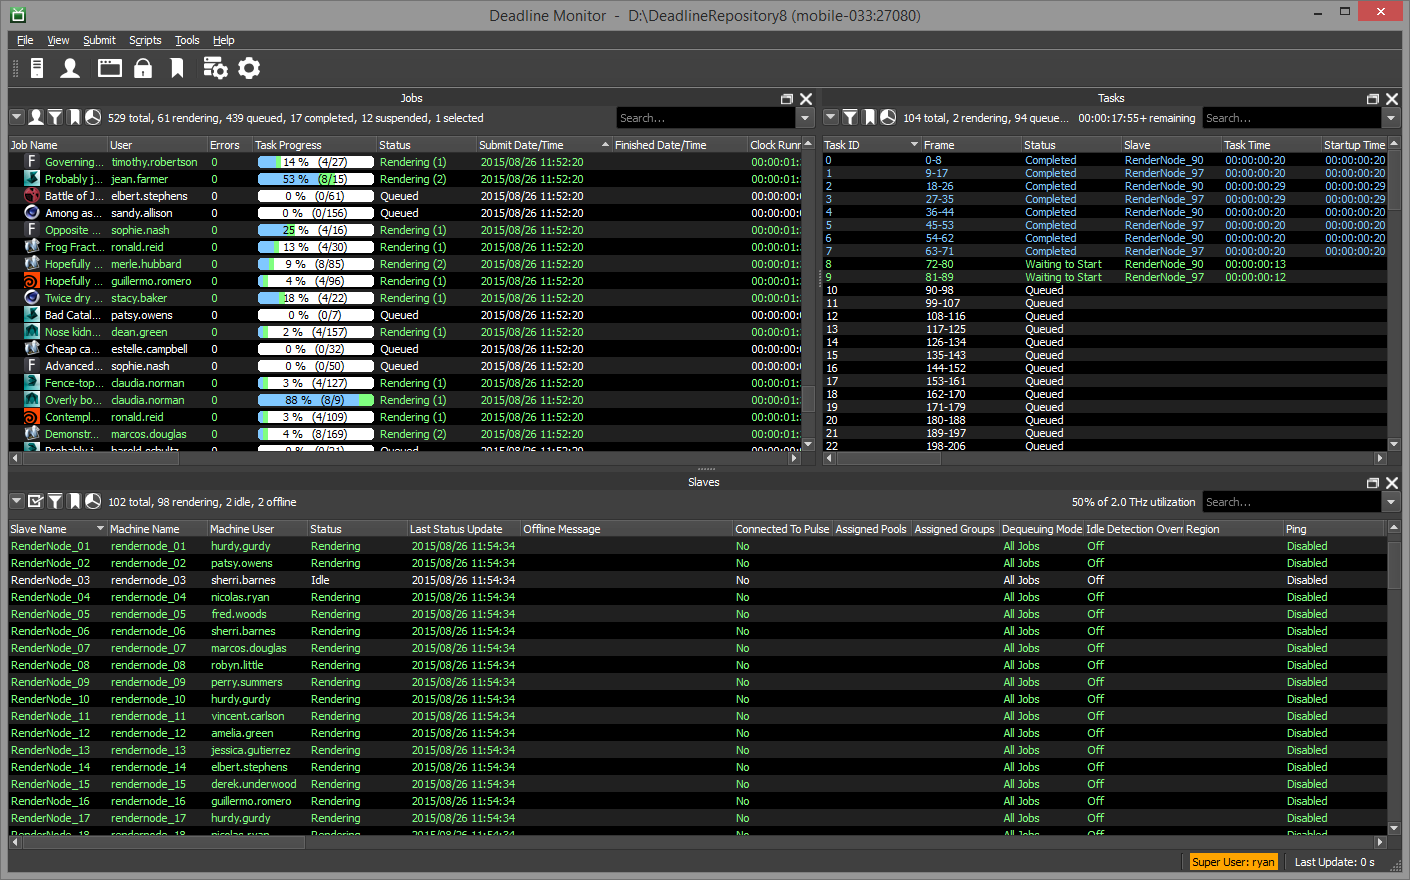 Deadline Monitor - D:\DeadlineRepository8 (mobile-033:27080)
File View Submit Scripts Tools Help
Jobs
529 total, 61 rendering, 439 queued, 17 completed, 12 suspended, 1 selected Search...
Job Name User Errors Task Progress Status Submit Date/Time Finished Date/Time Clock Runn
F Governing... timothy.robertson 0 14 % (4/27) Rendering (1) 2015/08/26 11:52:20 00:00:01:
Probably j... jean.farmer 0 53 % (8/15) Rendering (2) 2015/08/26 11:52:20 00:00:01:
Battle of J... elbert.stephens 0 0 % (0/61) Queued 2015/08/26 11:52:20 00:00:00:
Among as... sandy.allison 0 0 % (0/156) Queued 2015/08/26 11:52:20 00:00:00:
F Opposite ... sophie.nash 0 25 % (4/16) Rendering (1) 2015/08/26 11:52:20 00:00:01:
Frog Fract... ronald.reid 0 13 % (4/30) Rendering (1) 2015/08/26 11:52:20 00:00:01:
Hopefully ... merle.hubbard 0 9 % (8/85) Rendering (2) 2015/08/26 11:52:20 00:00:01:
Hopefully ... guillermo.romero 0 4 % (4/96) Rendering (1) 2015/08/26 11:52:20 00:00:01:
Twice dry ... stacy.baker 0 18 % (4/22) Rendering (1) 2015/08/26 11:52:20 00:00:01:
Bad Catal... patsy.owens 0 0 % (0/7) Queued 2015/08/26 11:52:20 00:00:00:
Nose kidn... dean.green 0 2 % (4/157) Rendering (1) 2015/08/26 11:52:20 00:00:01:
Cheap ca... estelle.campbell 0 0 % (0/32) Queued 2015/08/26 11:52:20 00:00:00:
F Advanced... sophie.nash 0 0 % (0/50) Queued 2015/08/26 11:52:20 00:00:00:
Fence-top... claudia.norman 0 3 % (4/127) Rendering (1) 2015/08/26 11:52:20 00:00:01:
Overly bo... claudia.norman 0 88 % (8/9) Rendering (1) 2015/08/26 11:52:20 00:00:01:
Contempl... ronald.reid 0 3 % (4/109) Rendering (1) 2015/08/26 11:52:20 00:00:01:
Demonstr... marcos.douglas 0 4 % (8/169) Rendering (2) 2015/08/26 11:52:20 00:00:01:
Probably j... harold.schultz 0 0 % (0/21) Queued 2015/08/26 11:52:20 00:00:00:
Tasks
104 total, 2 rendering, 94 queue... 00:00:17:55+ remaining Search...
Task ID Frame Status Slave Task Time Startup Time
0 0-8 Completed RenderNode_90 00:00:00:20 00:00:00:20
1 9-17 Completed RenderNode_97 00:00:00:20 00:00:00:20
2 18-26 Completed RenderNode_90 00:00:00:29 00:00:00:29
3 27-35 Completed RenderNode_97 00:00:00:29 00:00:00:29
4 36-44 Completed RenderNode_90 00:00:00:20 00:00:00:20
5 45-53 Completed RenderNode_97 00:00:00:20 00:00:00:20
6 54-62 Completed RenderNode_90 00:00:00:20 00:00:00:20
7 63-71 Completed RenderNode_97 00:00:00:20 00:00:00:20
8 72-80 Waiting to Start RenderNode_90 00:00:00:13
9 81-89 Waiting to Start RenderNode_97 00:00:00:12
10 90-98 Queued
11 99-107 Queued
12 108-116 Queued
13 117-125 Queued
14 126-134 Queued
15 135-143 Queued
16 144-152 Queued
17 153-161 Queued
18 162-170 Queued
19 171-179 Queued
20 180-188 Queued
21 189-197 Queued
22 198-206 Queued
Slaves
102 total, 98 rendering, 2 idle, 2 offline 50% of 2.0 THz utilization Search...
Slave Name Machine Name Machine User Status Last Status Update Offline Message Connected To Pulse Assigned Pools Assigned Groups Dequeuing Mode Idle Detection Overr Region Ping
RenderNode_01 rendernode_01 hurdy.gurdy Rendering 2015/08/26 11:54:34 No All Jobs Off Disabled
RenderNode_02 rendernode_02 patsy.owens Rendering 2015/08/26 11:54:34 No All Jobs Off Disabled
RenderNode_03 rendernode_03 sherri.barnes Idle 2015/08/26 11:54:34 No All Jobs Off Disabled
RenderNode_04 rendernode_04 nicolas.ryan Rendering 2015/08/26 11:54:34 No All Jobs Off Disabled
RenderNode_05 rendernode_05 fred.woods Rendering 2015/08/26 11:54:34 No All Jobs Off Disabled
RenderNode_06 rendernode_06 sherri.barnes Rendering 2015/08/26 11:54:34 No All Jobs Off Disabled
RenderNode_07 rendernode_07 marcos.douglas Rendering 2015/08/26 11:54:34 No All Jobs Off Disabled
RenderNode_08 rendernode_08 robyn.little Rendering 2015/08/26 11:54:34 No All Jobs Off Disabled
RenderNode_09 rendernode_09 perry.summers Rendering 2015/08/26 11:54:34 No All Jobs Off Disabled
RenderNode_10 rendernode_10 hurdy.gurdy Rendering 2015/08/26 11:54:34 No All Jobs Off Disabled
RenderNode_11 rendernode_11 vincent.carlson Rendering 2015/08/26 11:54:34 No All Jobs Off Disabled
RenderNode_12 rendernode_12 amelia.green Rendering 2015/08/26 11:54:34 No All Jobs Off Disabled
RenderNode_13 rendernode_13 jessica.gutierrez Rendering 2015/08/26 11:54:34 No All Jobs Off Disabled
RenderNode_14 rendernode_14 elbert.stephens Rendering 2015/08/26 11:54:34 No All Jobs Off Disabled
RenderNode_15 rendernode_15 derek.underwood Rendering 2015/08/26 11:54:34 No All Jobs Off Disabled
RenderNode_16 rendernode_16 guillermo.romero Rendering 2015/08/26 11:54:34 No All Jobs Off Disabled
RenderNode_17 rendernode_17 hurdy.gurdy Rendering 2015/08/26 11:54:34 No All Jobs Off Disabled
RenderNode_18 rendernode_18 nicolas.ryan Rendering 2015/08/26 11:54:34 No All Jobs Off Disabled
Super User: ryan Last Update: 0 s